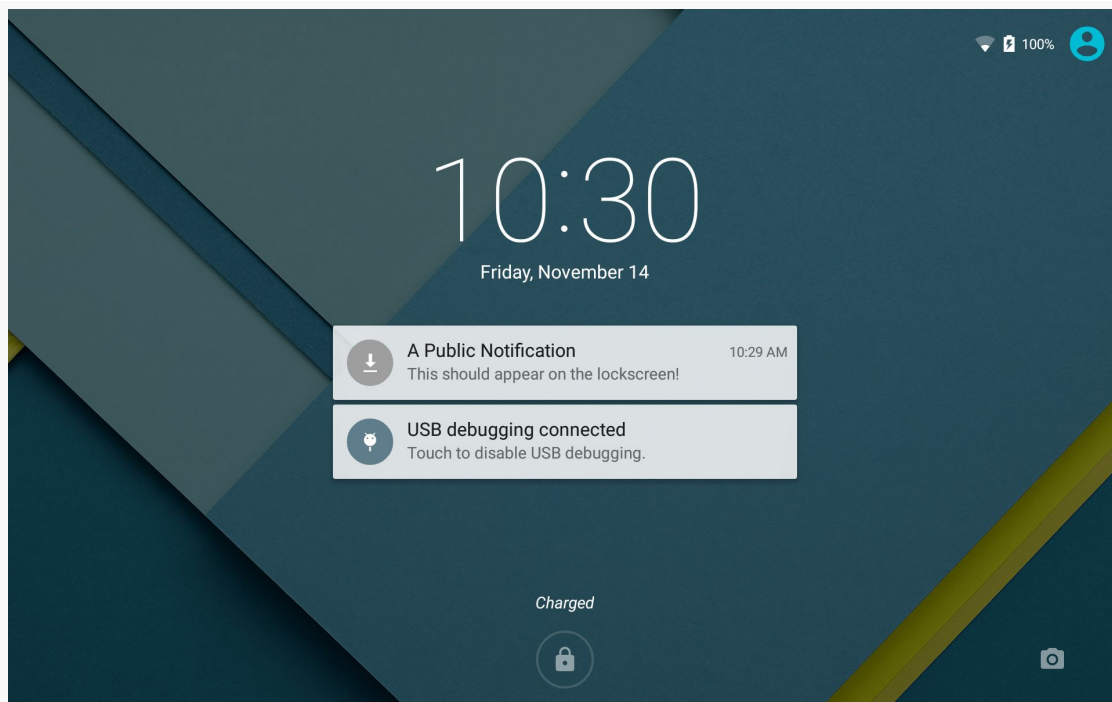 100%
10:30
Friday, November 14
A Public Notification 10:29 AM
This should appear on the lockscreen!
USB debugging connected
Touch to disable USB debugging.
Charged